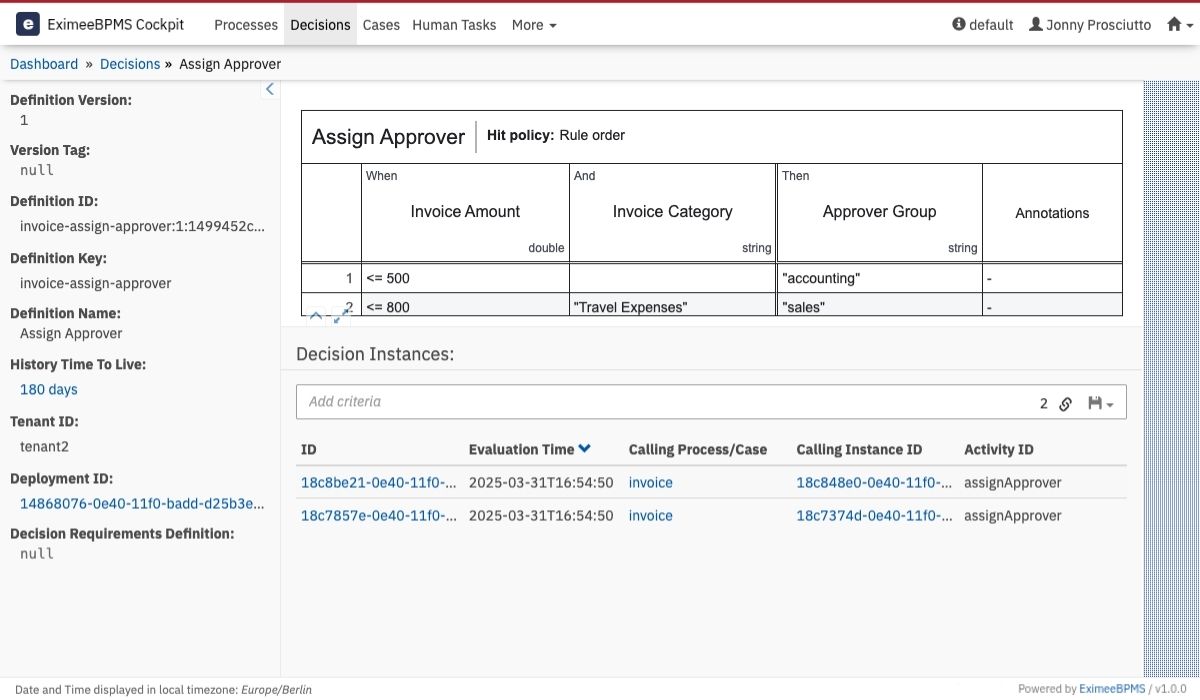 e EximeeBPMS Cockpit Processes Decisions Cases Human Tasks More default Jonny Prosciutto
Dashboard » Decisions » Assign Approver
Definition Version:
1
Version Tag:
null
Definition ID:
invoice-assign-approver:1:1499452c...
Definition Key:
invoice-assign-approver
Definition Name:
Assign Approver
History Time To Live:
180 days
Tenant ID:
tenant2
Deployment ID:
14868076-0e40-11f0-badd-d25b3e...
Decision Requirements Definition:
null
Assign Approver Hit policy: Rule order
When And Then
Invoice Amount Invoice Category Approver Group Annotations
double string string
1 <= 500 "accounting" -
2 <= 800 "Travel Expenses" "sales" -
Decision Instances:
Add criteria 2
ID Evaluation Time Calling Process/Case Calling Instance ID Activity ID
18c8be21-0e40-11f0-... 2025-03-31T16:54:50 invoice 18c848e0-0e40-11f0-... assignApprover
18c7857e-0e40-11f0-... 2025-03-31T16:54:50 invoice 18c7374d-0e40-11f0-... assignApprover
Date and Time displayed in local timezone: Europe/Berlin Powered by EximeeBPMS / v1.0.0